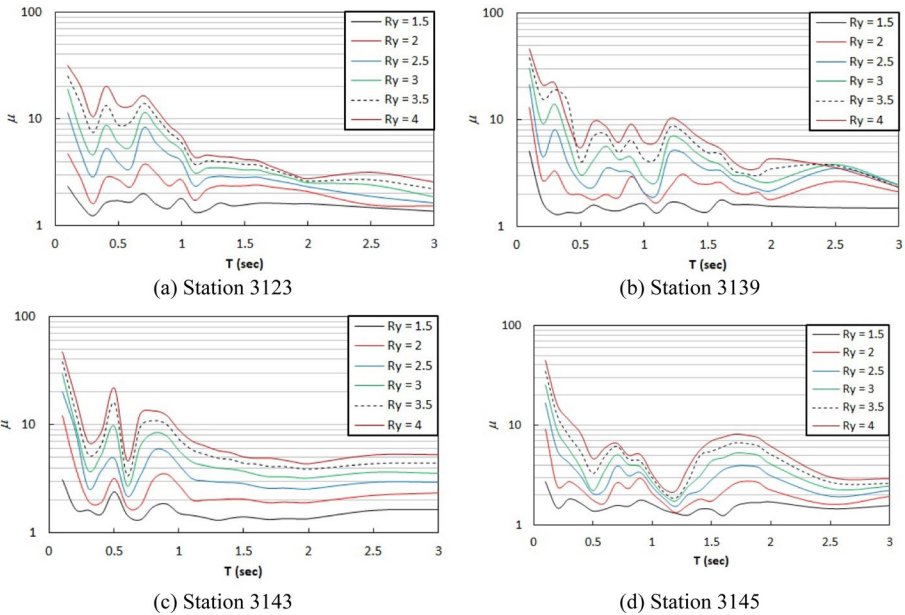 100
10
1
μ
0 0.5 1 1.5 2 2.5 3
T (sec)
Ry = 1.5
Ry = 2
Ry = 2.5
Ry = 3
Ry = 3.5
Ry = 4
(a) Station 3123
100
10
1
μ
0 0.5 1 1.5 2 2.5 3
T (sec)
Ry = 1.5
Ry = 2
Ry = 2.5
Ry = 3
Ry = 3.5
Ry = 4
(b) Station 3139
100
10
1
μ
0 0.5 1 1.5 2 2.5 3
T (sec)
Ry = 1.5
Ry = 2
Ry = 2.5
Ry = 3
Ry = 3.5
Ry = 4
(c) Station 3143
100
10
1
μ
0 0.5 1 1.5 2 2.5 3
T (sec)
Ry = 1.5
Ry = 2
Ry = 2.5
Ry = 3
Ry = 3.5
Ry = 4
(d) Station 3145